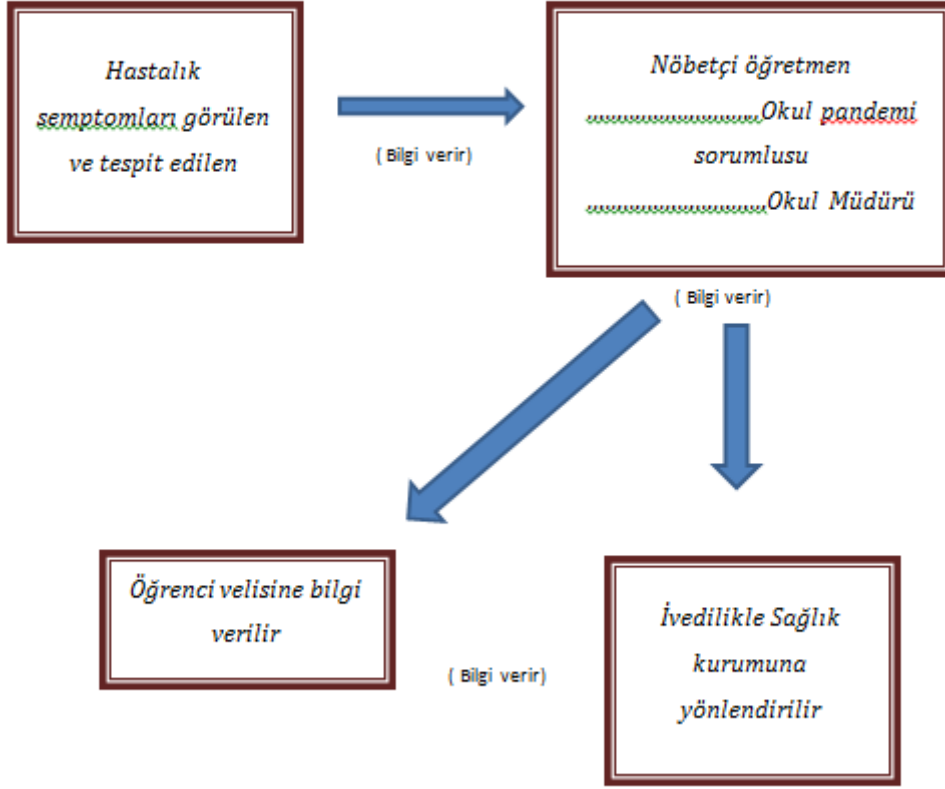 Hastalık
semptomları görülen
ve tespit edilen
( Bilgi verir)
Nöbetçi öğretmen
,,,,,,,,,,,,,,,,,,,,,,,,,,,,,Okul pandemi
sorumlusu
,,,,,,,,,,,,,,,,,,,,,,,,,,,,,,Okul Müdürü
( Bilgi verir)
Öğrenci velisine bilgi
verilir
( Bilgi verir)
İvedilikle Sağlık
kurumuna
yönlendirilir